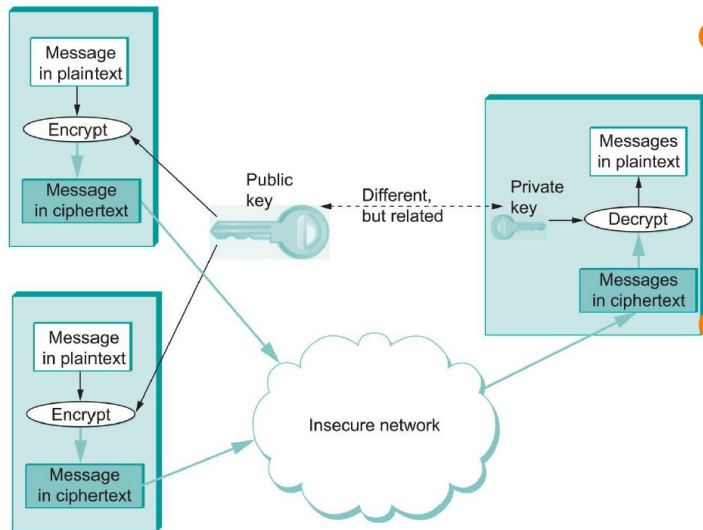 Message
in plaintext
Encrypt
Message
in ciphertext
Public
key
Different,
but related
Private
key
Messages
in plaintext
Decrypt
Messages
in ciphertext
Message
in plaintext
Encrypt
Message
in ciphertext
Insecure network